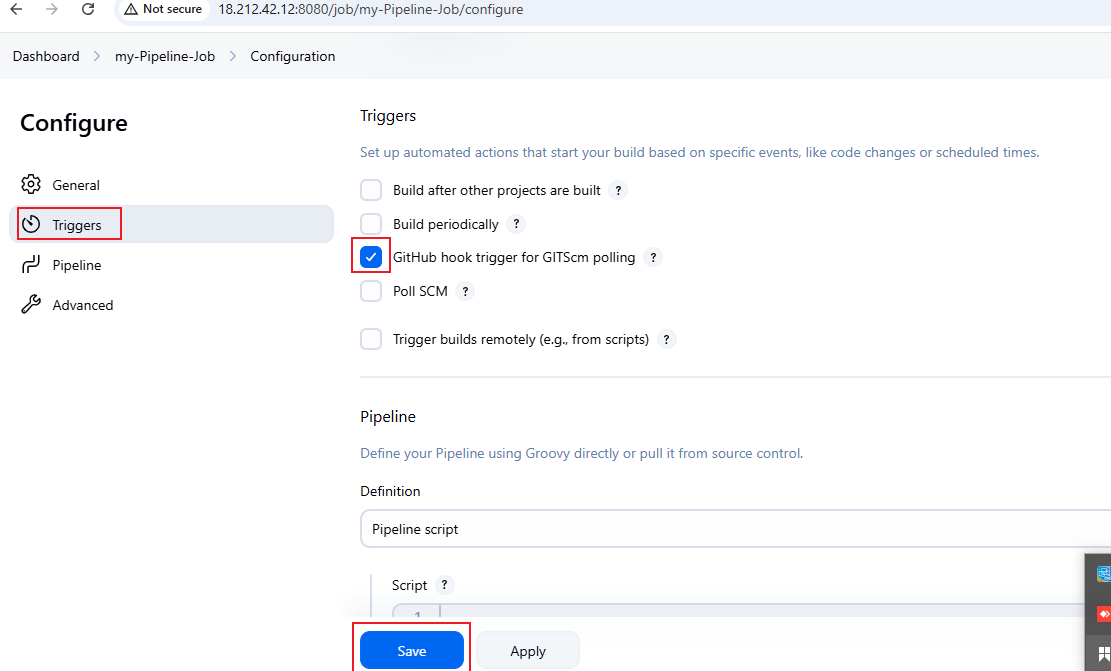 Not secure 18.212.42.12:8080/job/my-Pipeline-Job/configure
Dashboard > my-Pipeline-Job > Configuration
Configure
General
Triggers
Pipeline
Advanced
Triggers
Set up automated actions that start your build based on specific events, like code changes or scheduled times.
Build after other projects are built ?
Build periodically ?
GitHub hook trigger for GITScm polling ?
Poll SCM ?
Trigger builds remotely (e.g., from scripts) ?
Pipeline
Define your Pipeline using Groovy directly or pull it from source control.
Definition
Pipeline script
Script ?
1
Save Apply